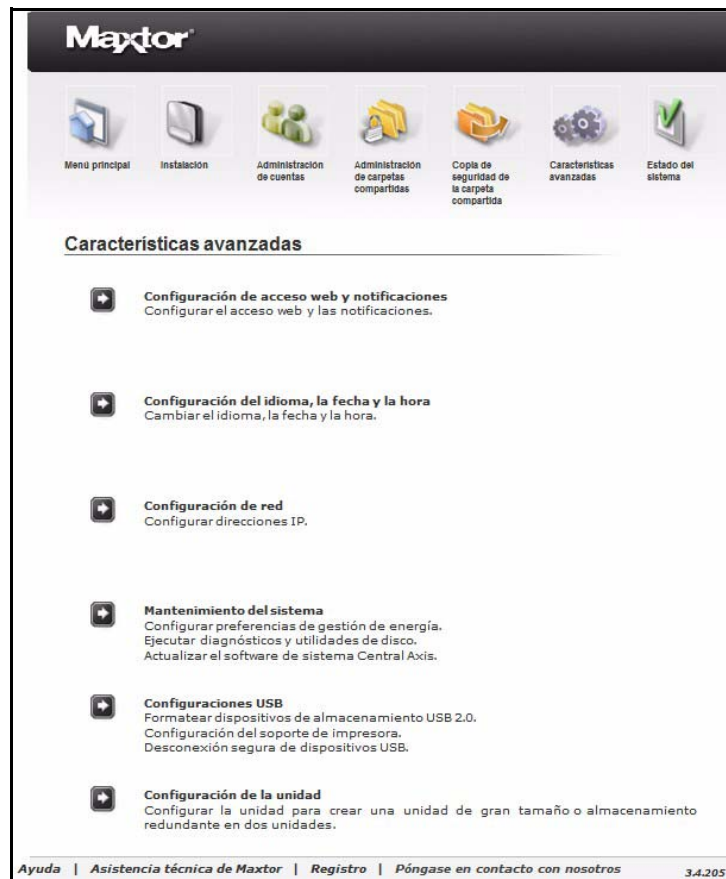 Maxtor
Menú principal
Instalación
Administración
de cuentas
Administración
de carpetas
compartidas
Copia de
seguridad de
la carpeta
compartida
Características
avanzadas
Estado del
sistema
Características avanzadas
Configuración de acceso web y notificaciones
Configurar el acceso web y las notificaciones.
Configuración del idioma, la fecha y la hora
Cambiar el idioma, la fecha y la hora.
Configuración de red
Configurar direcciones IP.
Mantenimiento del sistema
Configurar preferencias de gestión de energía.
Ejecutar diagnósticos y utilidades de disco.
Actualizar el software de sistema Central Axis.
Configuraciones USB
Formatear dispositivos de almacenamiento USB 2.0.
Configuración del soporte de impresora.
Desconexión segura de dispositivos USB.
Configuración de la unidad
Configurar la unidad para crear una unidad de gran tamaño o almacenamiento
redundante en dos unidades.
Ayuda | Asistencia técnica de Maxtor | Registro | Póngase en contacto con nosotros 3.4.203